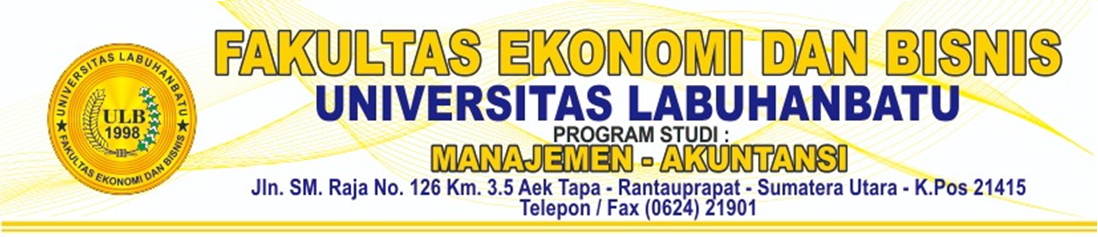 UNIVERSITAS LABUHANBATU
ULB
1998
FAKULTAS EKONOMI DAN BISNIS
FAKULTAS EKONOMI DAN BISNIS
UNIVERSITAS LABUHANBATU
PROGRAM STUDI :
MANAJEMEN - AKUNTANSI
Jln. SM. Raja No. 126 Km. 3.5 Aek Tapa - Rantauprapat - Sumatera Utara - K.Pos 21415
Telepon / Fax (0624) 21901